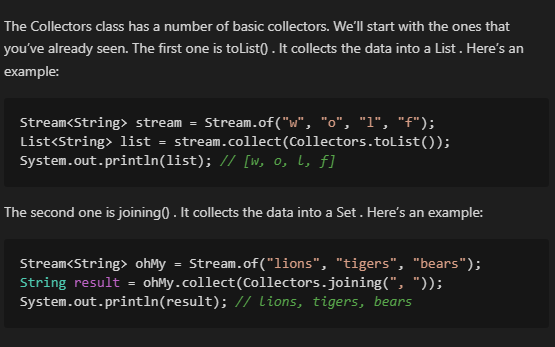 The Collectors class has a number of basic collectors. We'll start with the ones that
you've already seen. The first one is toList() . It collects the data into a List . Here's an
example:
Stream<String> stream = Stream.of("w", "o", "l", "f");
List<String> list = stream.collect(Collectors.toList());
System.out.println(list); // [w, o, l, f]
The second one is joining() . It collects the data into a Set . Here's an example:
Stream<String> ohMy = Stream.of("lions", "tigers", "bears");
String result = ohMy.collect(Collectors.joining(", "));
System.out.println(result); // lions, tigers, bears